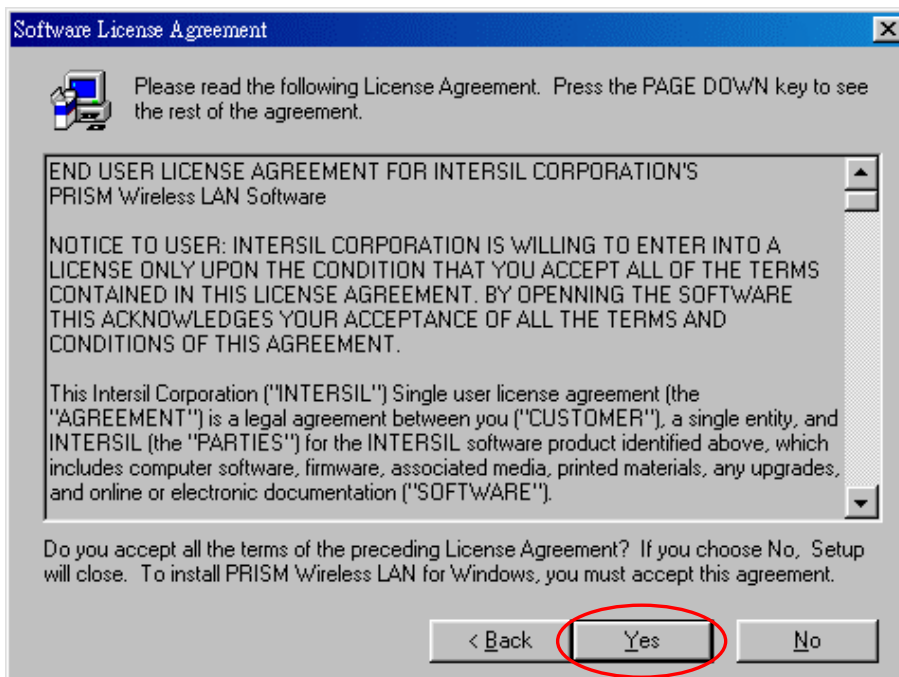 Software License Agreement
Please read the following License Agreement. Press the PAGE DOWN key to see
the rest of the agreement.
END USER LICENSE AGREEMENT FOR INTERSIL CORPORATION'S
PRISM Wireless LAN Software
NOTICE TO USER: INTERSIL CORPORATION IS WILLING TO ENTER INTO A
LICENSE ONLY UPON THE CONDITION THAT YOU ACCEPT ALL OF THE TERMS
CONTAINED IN THIS LICENSE AGREEMENT. BY OPENNING THE SOFTWARE
THIS ACKNOWLEDGES YOUR ACCEPTANCE OF ALL THE TERMS AND
CONDITIONS OF THIS AGREEMENT.
This Intersil Corporation ("INTERSIL") Single user license agreement (the
"AGREEMENT") is a legal agreement between you ("CUSTOMER"), a single entity, and
INTERSIL (the "PARTIES") for the INTERSIL software product identified above, which
includes computer software, firmware, associated media, printed materials, any upgrades,
and online or electronic documentation ("SOFTWARE").
Do you accept all the terms of the preceding License Agreement? If you choose No, Setup
will close. To install PRISM Wireless LAN for Windows, you must accept this agreement.
< Back Yes No